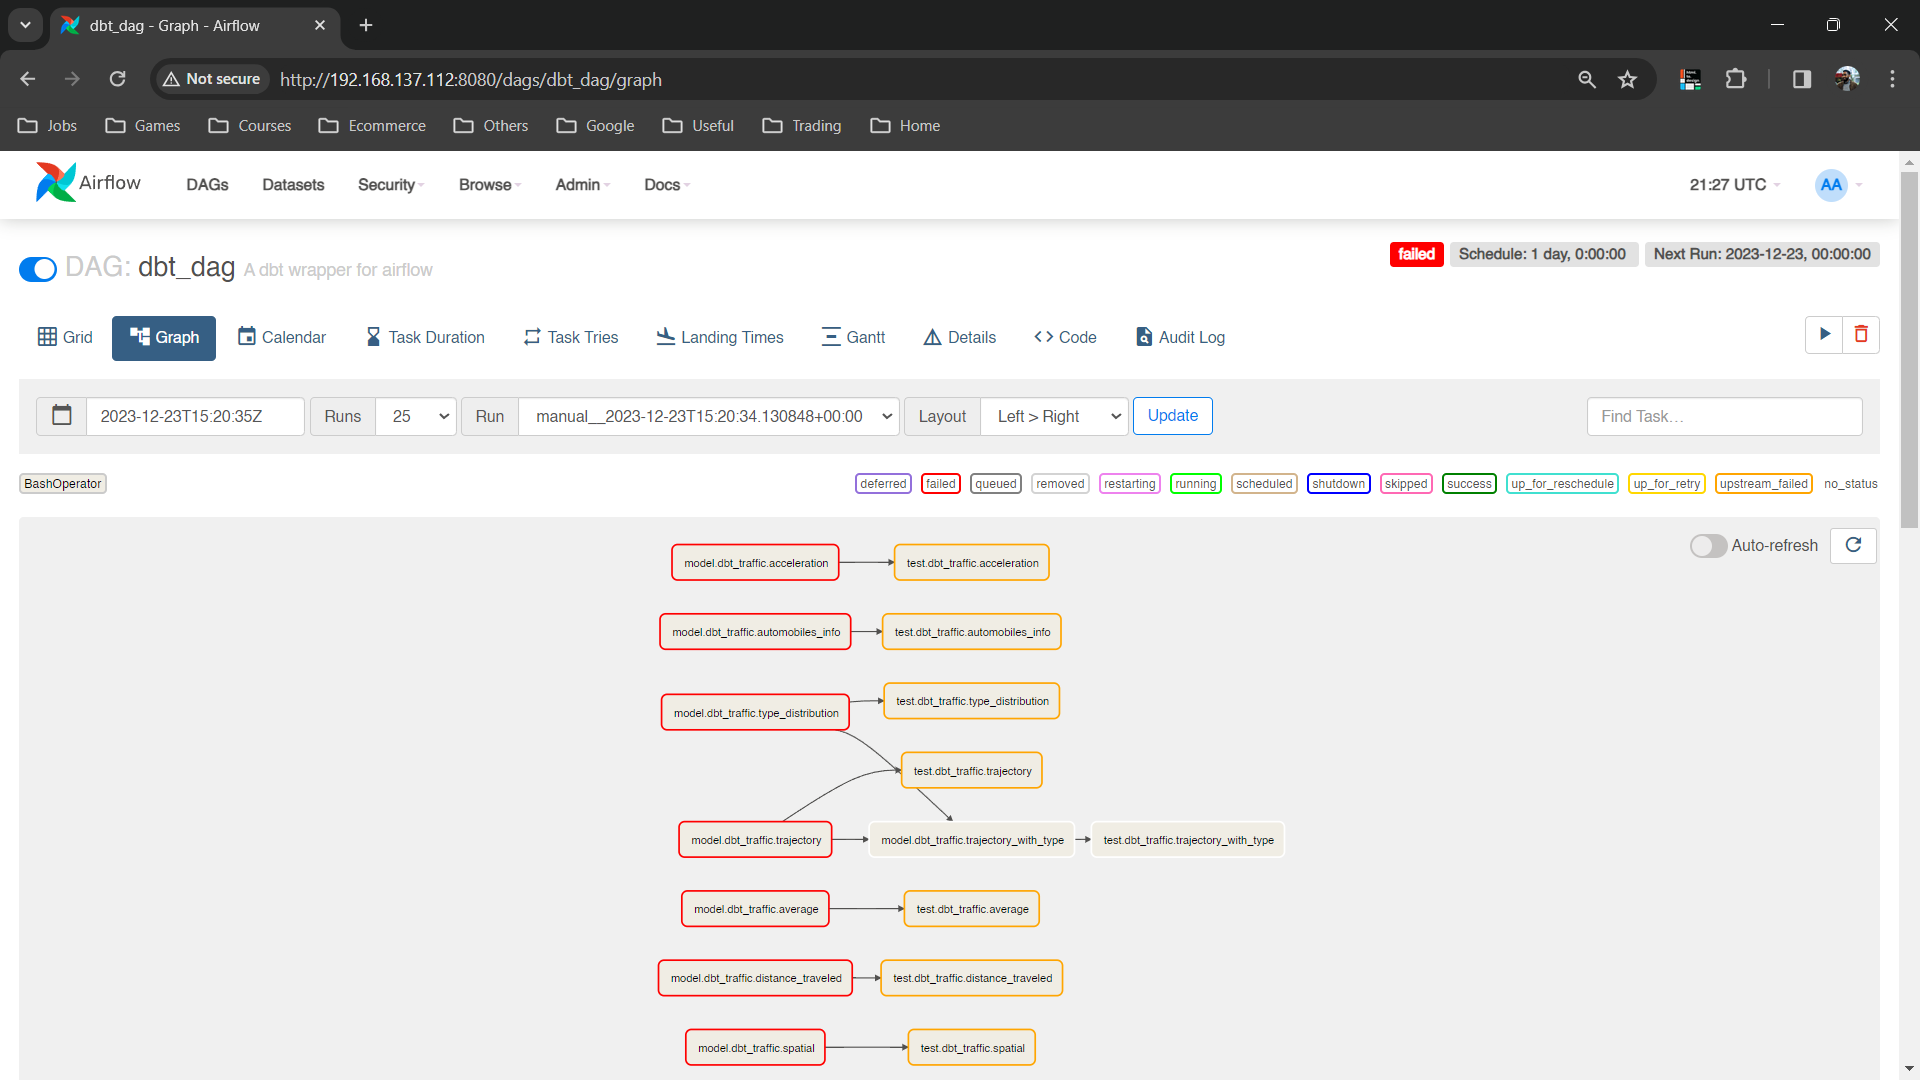 dbt_dag - Graph - Airflow
Not secure http://192.168.137.112:8080/dags/dbt_dag/graph
Jobs Games Courses Ecommerce Others Google Useful Trading Home
Airflow DAGs Datasets Security Browse Admin Docs 21:27 UTC AA
DAG: dbt_dag A dbt wrapper for airflow failed Schedule: 1 day, 0:00:00 Next Run: 2023-12-23, 00:00:00
Grid Graph Calendar Task Duration Task Tries Landing Times Gantt Details Code Audit Log
2023-12-23T15:20:35Z Runs 25 Run manual__2023-12-23T15:20:34.130848+00:00 Layout Left > Right Update Find Task...
BashOperator deferred failed queued removed restarting running scheduled shutdown skipped success up_for_reschedule up_for_retry upstream_failed no_status
Auto-refresh
model.dbt_traffic.acceleration test.dbt_traffic.acceleration
model.dbt_traffic.automobiles_info test.dbt_traffic.automobiles_info
model.dbt_traffic.type_distribution test.dbt_traffic.type_distribution
test.dbt_traffic.trajectory
model.dbt_traffic.trajectory model.dbt_traffic.trajectory_with_type test.dbt_traffic.trajectory_with_type
model.dbt_traffic.average test.dbt_traffic.average
model.dbt_traffic.distance_traveled test.dbt_traffic.distance_traveled
model.dbt_traffic.spatial test.dbt_traffic.spatial